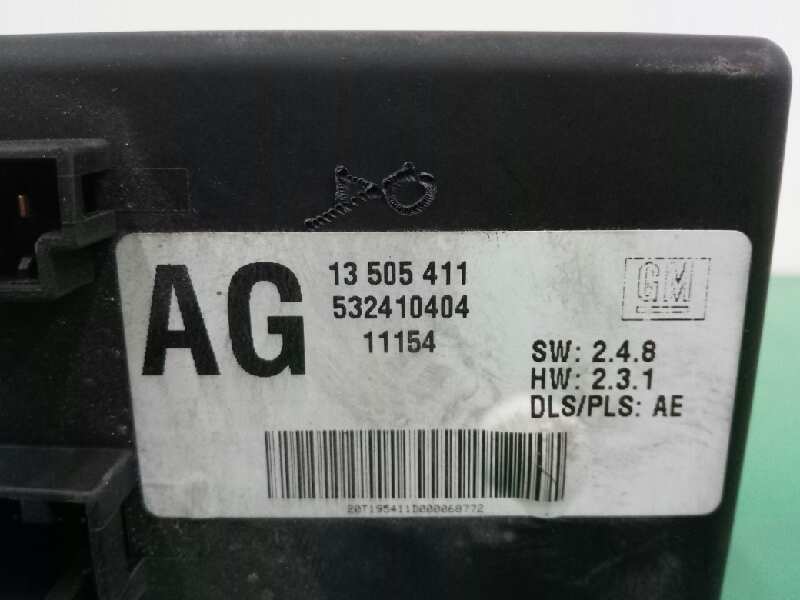 AG
13 505 411
532410404
11154
GM
SW: 2.4.8
HW: 2.3.1
DLS/PLS: AE
20T195411D000068772